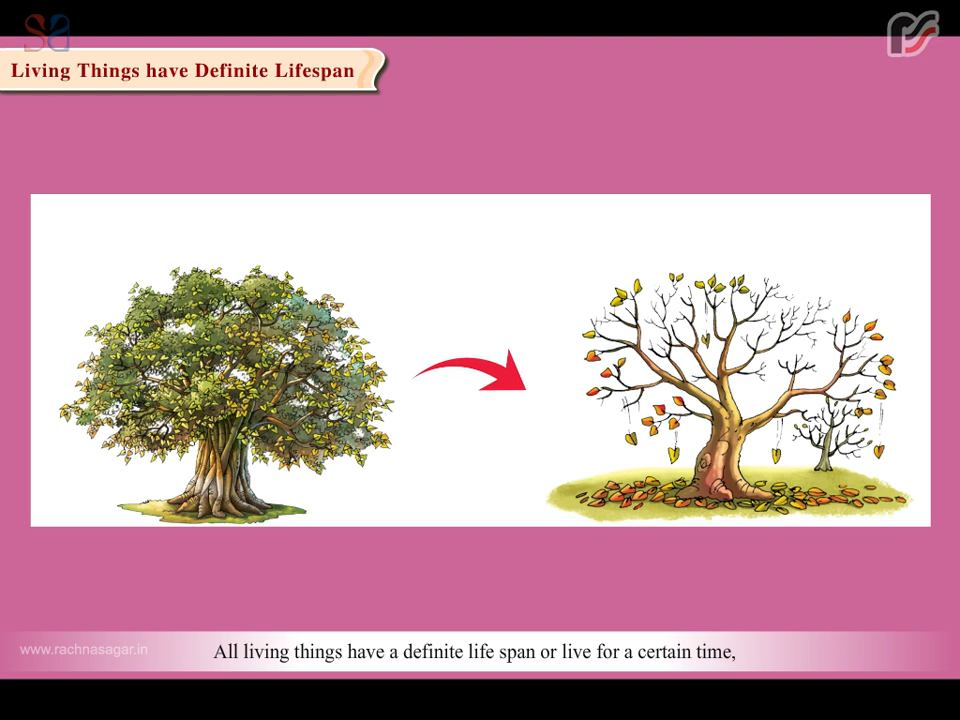 Living Things have Definite Lifespan
www.rachnasagar.in
All living things have a definite life span or live for a certain time,